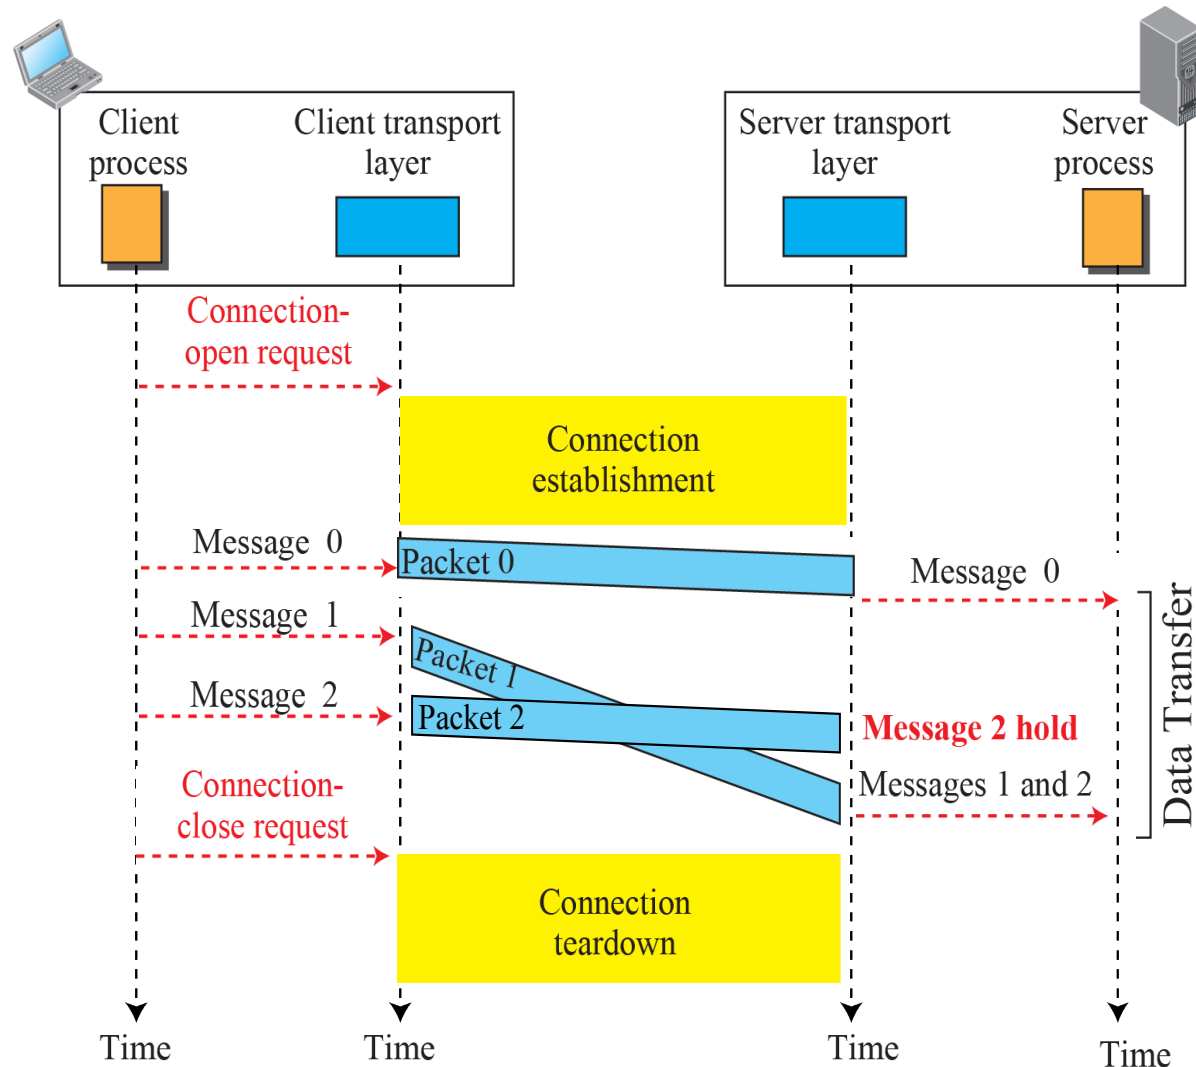 Client
process
Client transport
layer
Server transport
layer
Server
process
Connection-
open request
Connection
establishment
Message 0
Packet 0
Message 0
Message 1
Packet 1
Message 2
Packet 2
Message 2 hold
Messages 1 and 2
Data Transfer
Connection-
close request
Connection
teardown
Time
Time
Time
Time